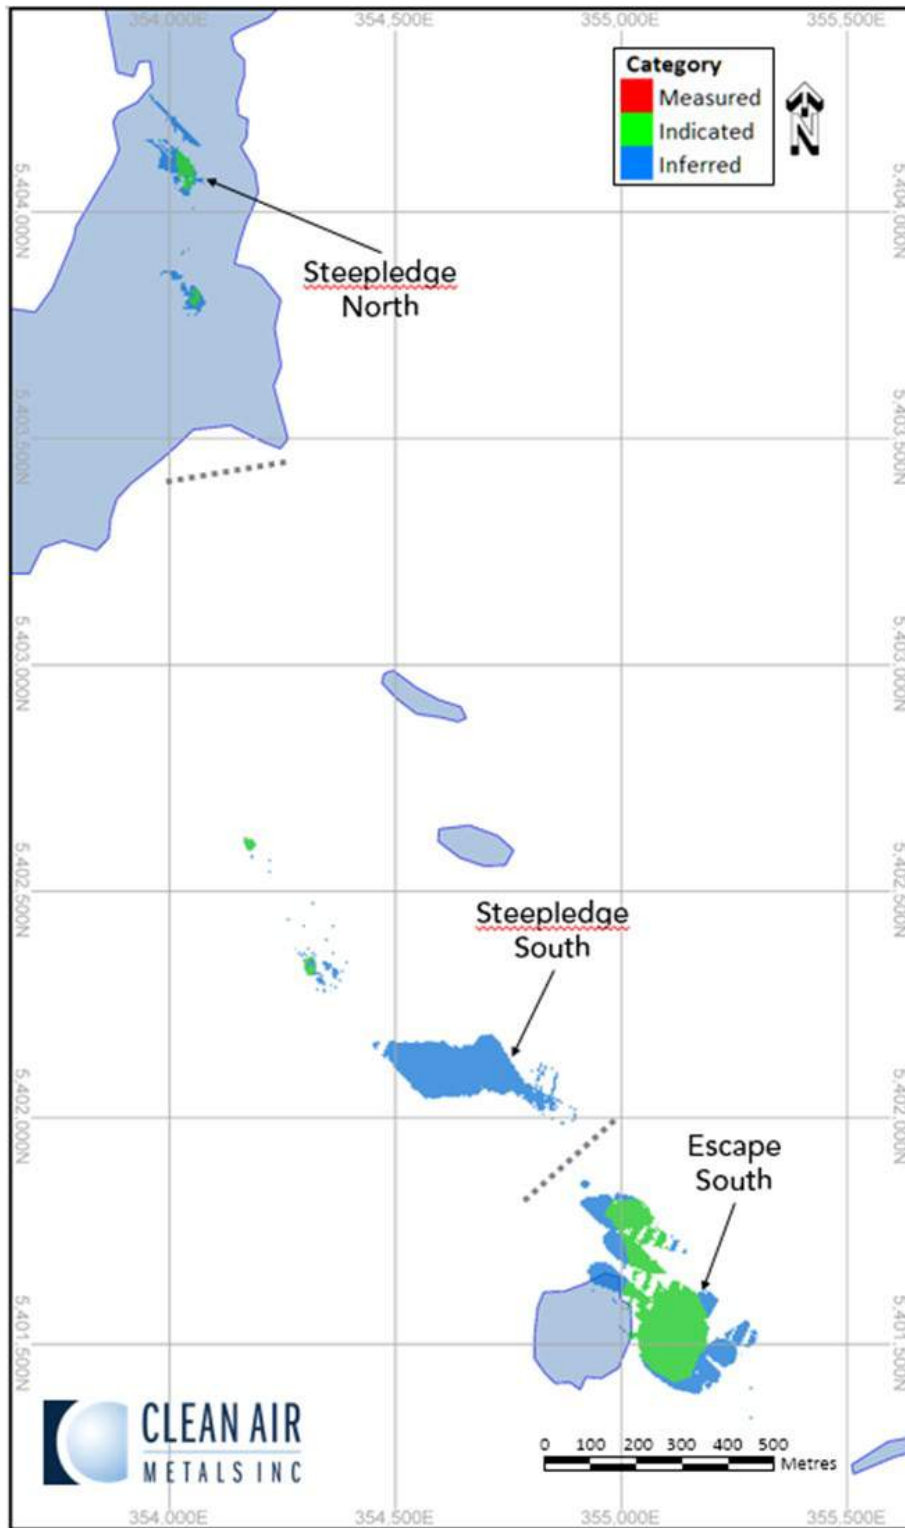 354,000E
354,500E
355,000E
355,500E
Category
Measured
Indicated
Inferred
N
5,404,000N
5,404,000N
Steepledge
North
5,403,500N
5,403,500N
5,403,000N
5,403,000N
5,402,500N
5,402,500N
Steepledge
South
5,402,000N
5,402,000N
Escape
South
5,401,500N
5,401,500N
CLEAN AIR
METALS INC
0 100 200 300 400 500
Metres
354,000E
354,500E
355,000E
355,500E